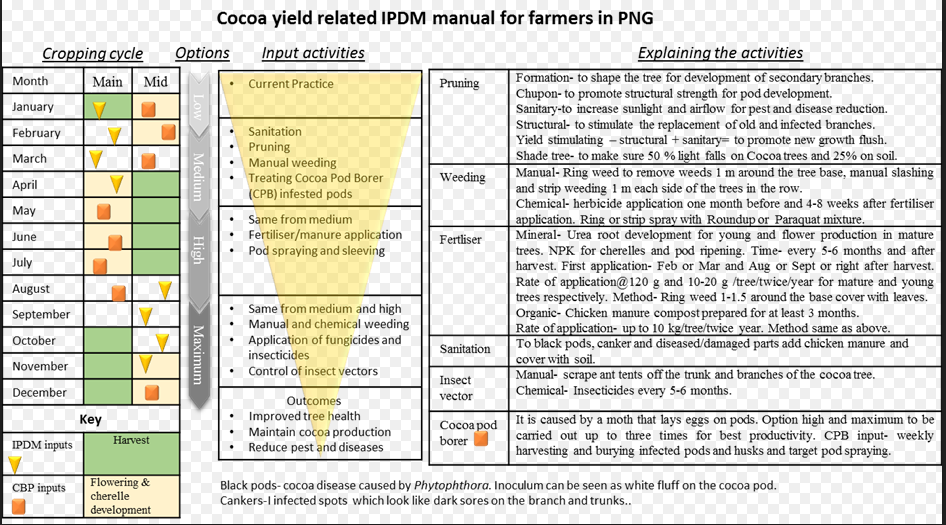 Cocoa yield related IPDM manual for farmers in PNG
Cropping cycle
Options
Input activities
Explaining the activities
Month Main Mid
January
February
March
April
May
June
July
August
September
October
November
December
Key
IPDM inputs
Harvest
CBP inputs
Flowering &
cherelle
development
Low
Medium
High
Maximum
• Current Practice
• Sanitation
• Pruning
• Manual weeding
• Treating Cocoa Pod Borer
(CPB) infested pods
• Same from medium
• Fertiliser/manure application
• Pod spraying and sleeving
• Same from medium and high
• Manual and chemical weeding
• Application of fungicides and
insecticides
• Control of insect vectors
Outcomes
• Improved tree health
• Maintain cocoa production
• Reduce pest and diseases
Pruning
Formation- to shape the tree for development of secondary branches.
Chupon- to promote structural strength for pod development.
Sanitary-to increase sunlight and airflow for pest and disease reduction.
Structural- to stimulate the replacement of old and infected branches.
Yield stimulating – structural + sanitary= to promote new growth flush.
Shade tree- to make sure 50 % light falls on Cocoa trees and 25% on soil.
Weeding
Manual- Ring weed to remove weeds 1 m around the tree base, manual slashing
and strip weeding 1 m each side of the trees in the row.
Chemical- herbicide application one month before and 4-8 weeks after fertiliser
application. Ring or strip spray with Roundup or Paraquat mixture.
Fertliser
Mineral- Urea root development for young and flower production in mature
trees. NPK for cherelles and pod ripening. Time- every 5-6 months and after
harvest. First application- Feb or Mar and Aug or Sept or right after harvest.
Rate of application@120 g and 10-20 g /tree/twice/year for mature and young
trees respectively. Method- Ring weed 1-1.5 around the base cover with leaves.
Organic- Chicken manure compost prepared for at least 3 months.
Rate of application- up to 10 kg/tree/twice year. Method same as above.
Sanitation
To black pods, canker and diseased/damaged parts add chicken manure and
cover with soil.
Insect
vector
Manual- scrape ant tents off the trunk and branches of the cocoa tree.
Chemical- Insecticides every 5-6 months.
Cocoa pod
borer
It is caused by a moth that lays eggs on pods. Option high and maximum to be
carried out up to three times for best productivity. CPB input- weekly
harvesting and burying infested pods and husks and target pod spraying.
Black pods- cocoa disease caused by Phytophthora. Inoculum can be seen as white fluff on the cocoa pod.
Cankers-I infected spots which look like dark sores on the branch and trunks..